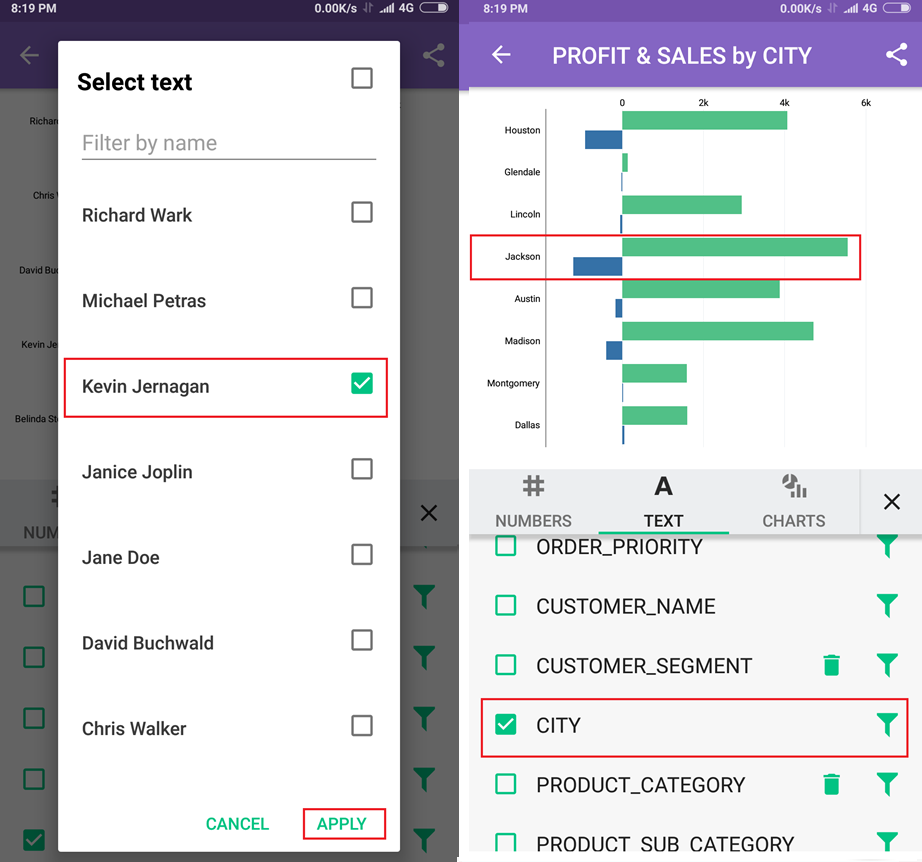 8:19 PM
0.00K/s 4G
Select text
Filter by name
Richard Wark
Michael Petras
Kevin Jernagan
Janice Joplin
Jane Doe
David Buchwald
Chris Walker
CANCEL APPLY
Richar
Chris
David Buc
Kevin Je
Belinda St
NUM
8:19 PM
0.00K/s 4G
PROFIT & SALES by CITY
0 2k 4k 6k
Houston
Glendale
Lincoln
Jackson
Austin
Madison
Montgomery
Dallas
NUMBERS A TEXT CHARTS
ORDER_PRIORITY
CUSTOMER_NAME
CUSTOMER_SEGMENT
CITY
PRODUCT_CATEGORY
PRODUCT_SUB_CATEGORY